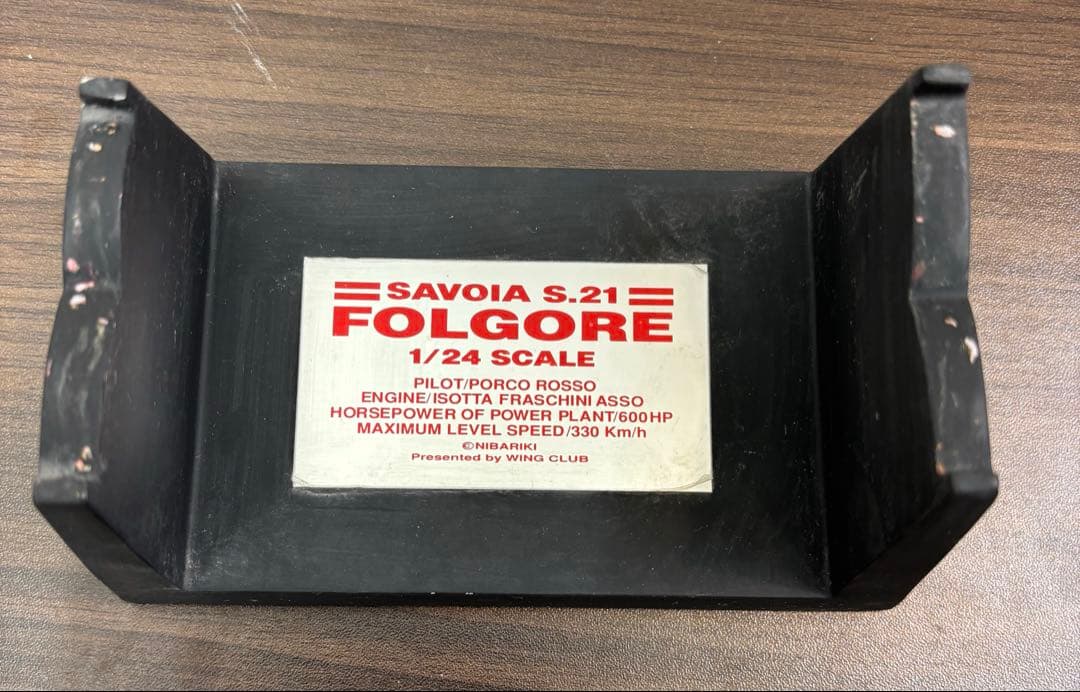 SAVOIA S.21
FOLGORE
1/24 SCALE
PILOT/PORCO ROSSO
ENGINE/ISOTTA FRASCHINI ASSO
HORSEPOWER OF POWER PLANT/600HP
MAXIMUM LEVEL SPEED/330 Km/h
©NIBARIKI
Presented by WING CLUB